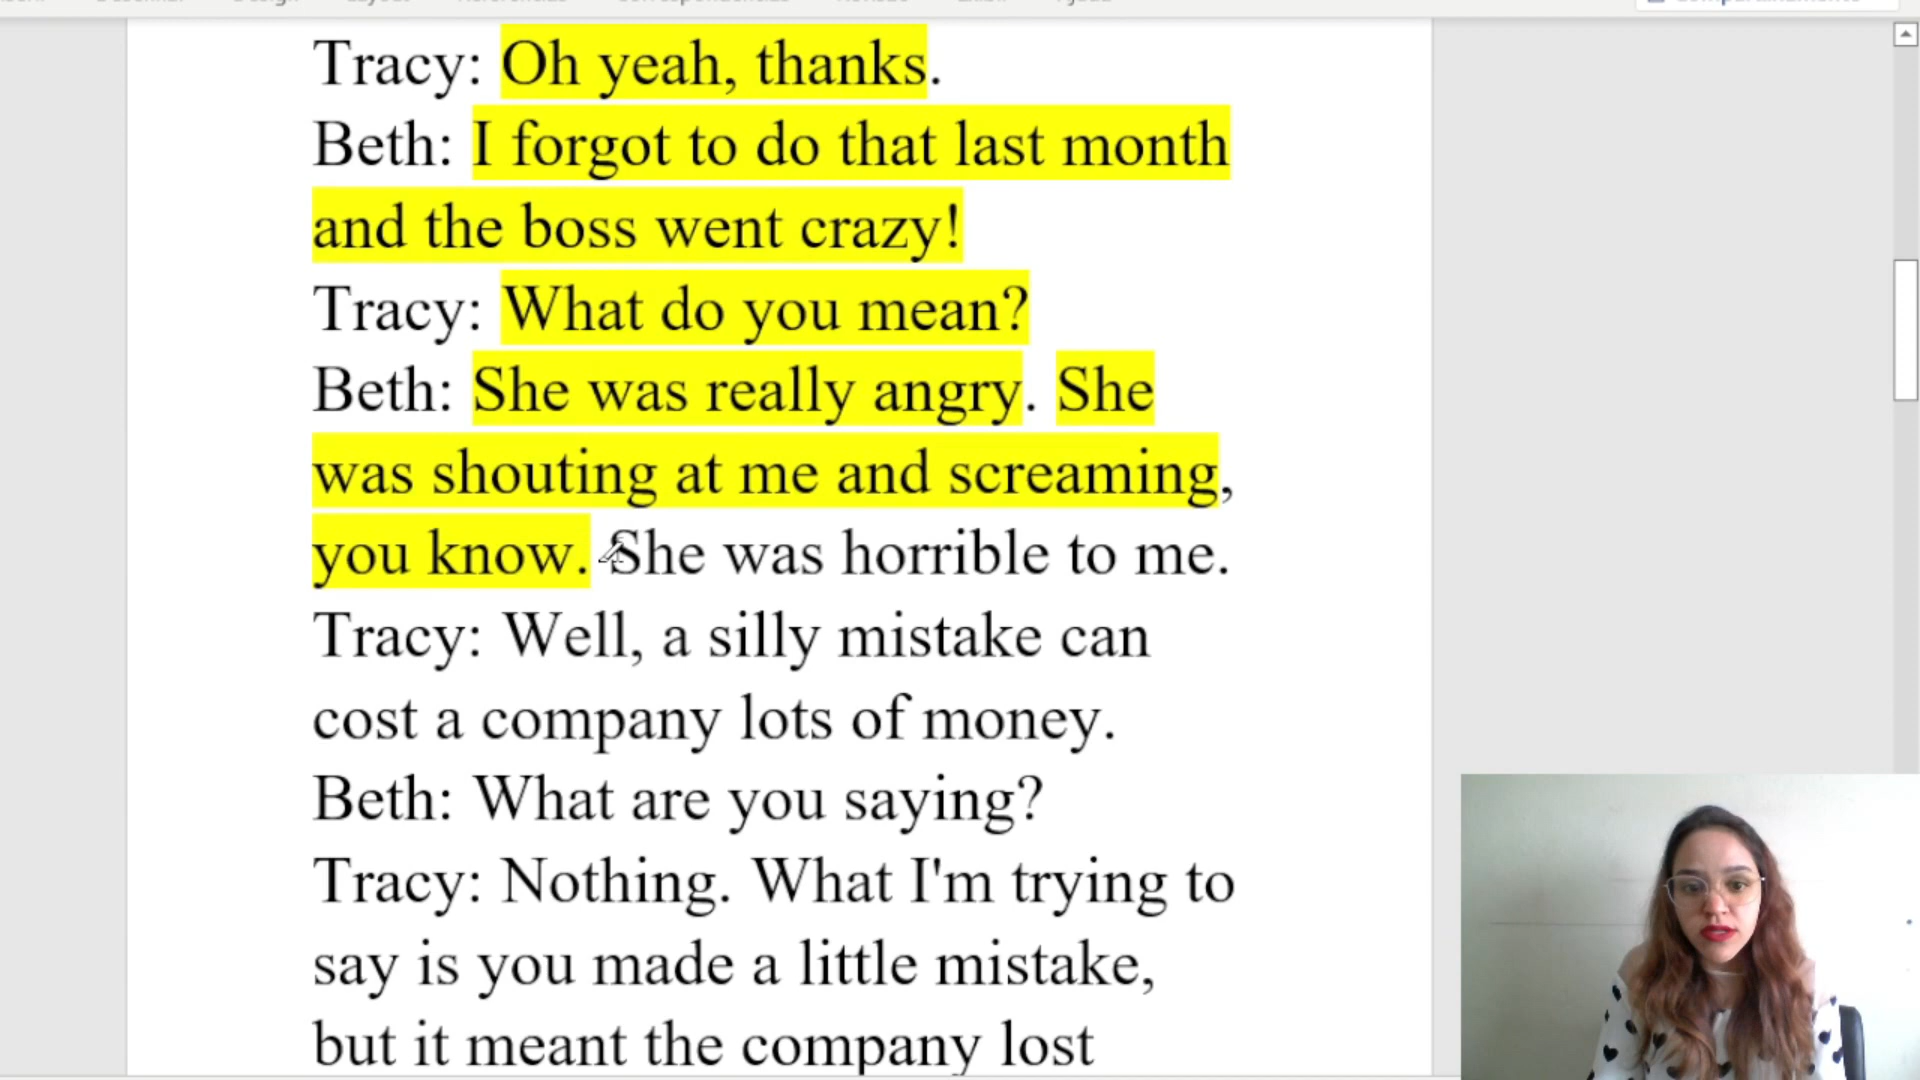 Tracy: Oh yeah, thanks.
Beth: I forgot to do that last month
and the boss went crazy!
Tracy: What do you mean?
Beth: She was really angry. She
was shouting at me and screaming,
you know. She was horrible to me.
Tracy: Well, a silly mistake can
cost a company lots of money.
Beth: What are you saying?
Tracy: Nothing. What I'm trying to
say is you made a little mistake,
but it meant the company lost